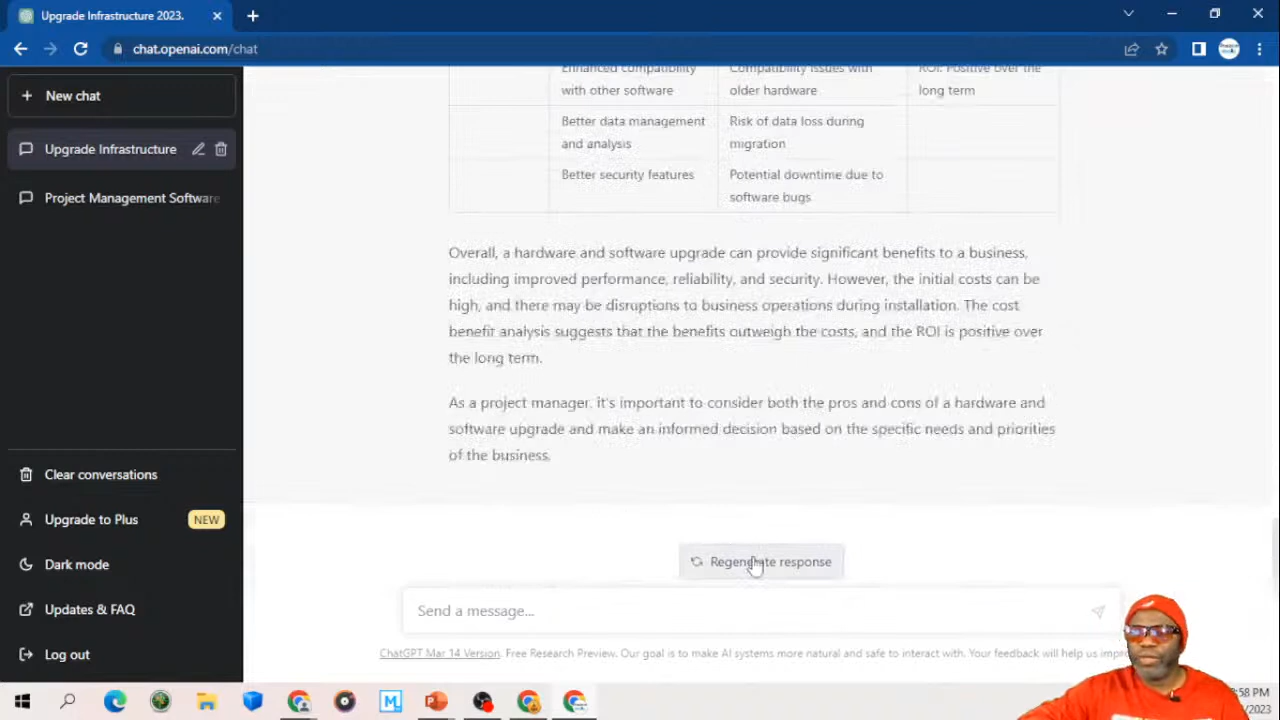 Upgrade Infrastructure 2023.
chat.openai.com/chat
New chat
Upgrade Infrastructure
Project Management Software
Clear conversations
Upgrade to Plus
NEW
Dark mode
Updates & FAQ
Log out
Enhanced compatibility
with other software
Compatibility issues with
older hardware
ROI: Positive over the
long term
Better data management
and analysis
Risk of data loss during
migration
Better security features
Potential downtime due to
software bugs
Overall, a hardware and software upgrade can provide significant benefits to a business,
including improved performance, reliability, and security. However, the initial costs can be
high, and there may be disruptions to business operations during installation. The cost
benefit analysis suggests that the benefits outweigh the costs, and the ROI is positive over
the long term.
As a project manager, it's important to consider both the pros and cons of a hardware and
software upgrade and make an informed decision based on the specific needs and priorities
of the business.
Regenerate response
Send a message...
ChatGPT Mar 14 Version. Free Research Preview. Our goal is to make AI systems more natural and safe to interact with. Your feedback will help us
:58 PM
/2023